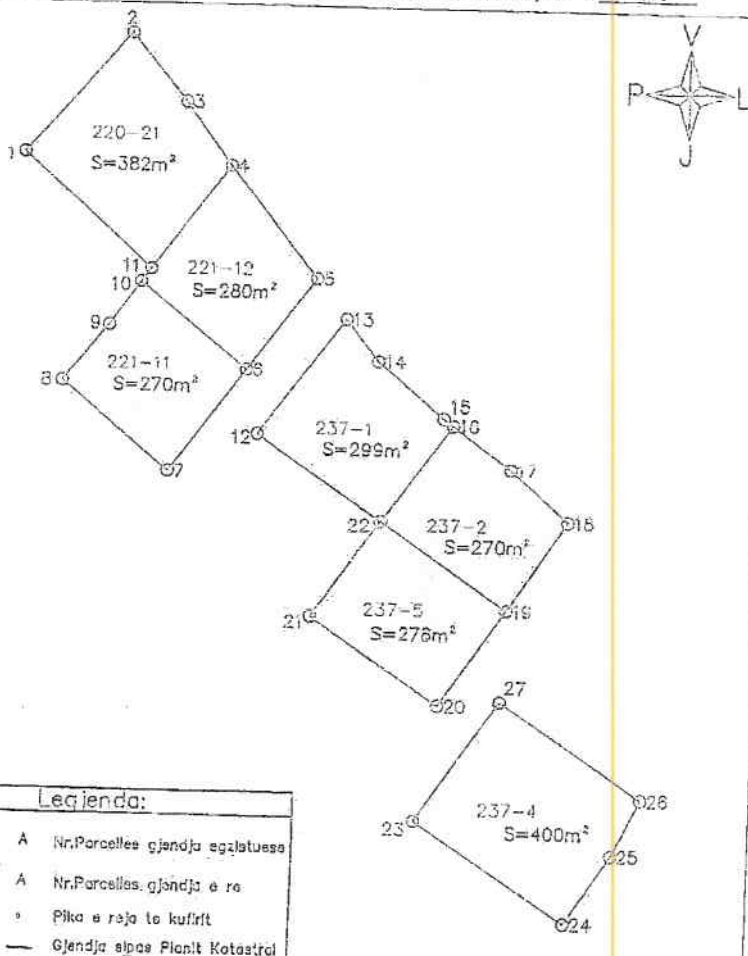 2
V
P L
J
3
220-21
S=382m²
1
4
11
221-12
10
S=280m²
5
13
9
14
221-11
8
S=270m²
6
15
16
237-1
12
S=299m²
17
7
22
237-2
18
S=270m²
237-5
19
21
S=276m²
20
27
26
237-4
23
S=400m²
25
24
Legjenda:
A Nr.Parcelles gjendja egzistuese
A Nr.Parcelles. gjendja e re
Pika e reja te kufirit
Gjendja sipas Planit Katastral